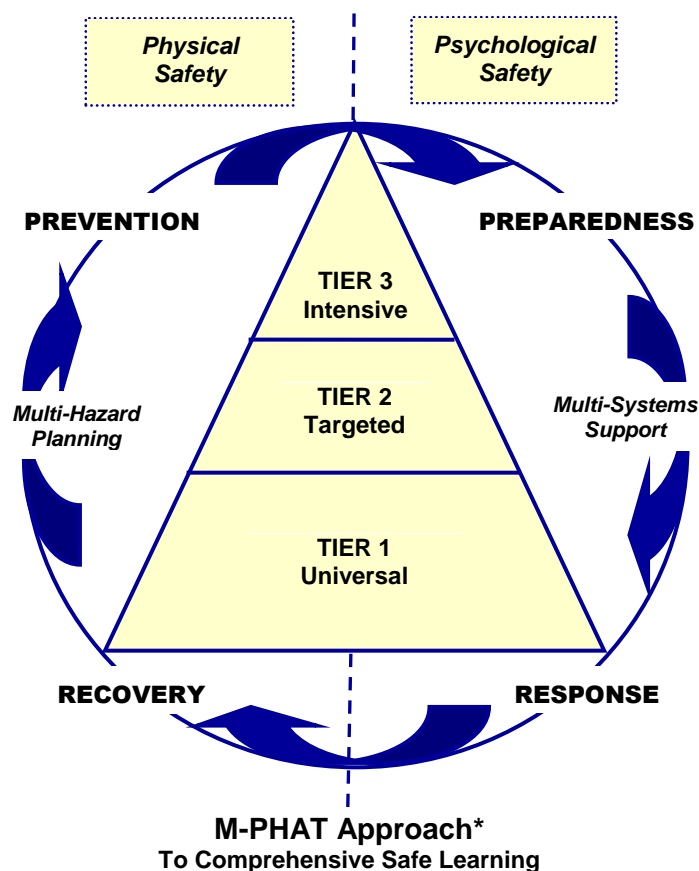 Physical
Safety
Psychological
Safety
PREVENTION
PREPAREDNESS
TIER 3
Intensive
Multi-Hazard
Planning
TIER 2
Targeted
Multi-Systems
Support
TIER 1
Universal
RECOVERY
RESPONSE
M-PHAT Approach*
To Comprehensive Safe Learning